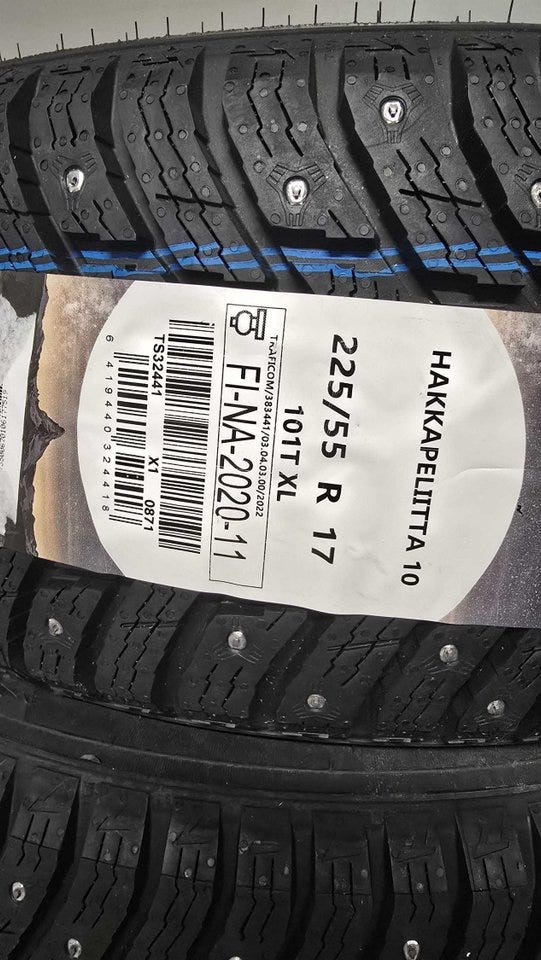 HAKKAPELIITTA 10
225/55 R 17
101T XL
TRAFICOM/383441/03.04.03.00/2022
FI-NA-2020-11
TS32441 X1 0871
6 419440 324418